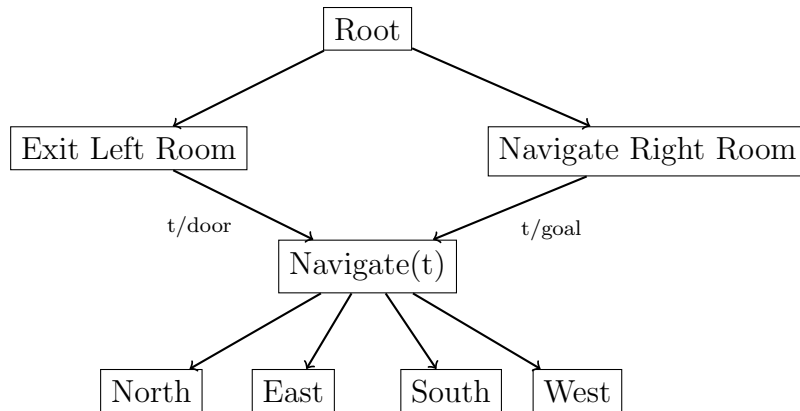 Root
Exit Left Room
Navigate Right Room
t/door
t/goal
Navigate(t)
North
East
South
West